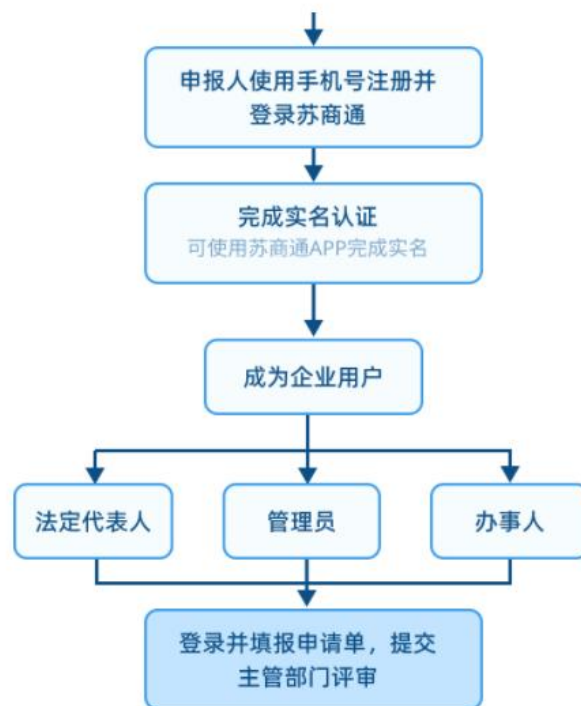 申报人使用手机号注册并
登录苏商通
完成实名认证
可使用苏商通APP完成实名
成为企业用户
法定代表人
管理员
办事人
登录并填报申请单，提交
主管部门评审